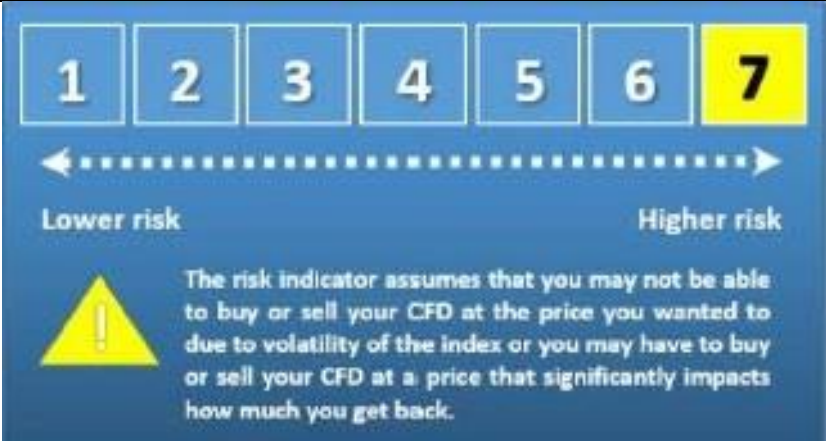 1 2 3 4 5 6 7
Lower risk Higher risk
!
The risk indicator assumes that you may not be able
to buy or sell your CFD at the price you wanted to
due to volatility of the index or you may have to buy
or sell your CFD at a price that significantly impacts
how much you get back.